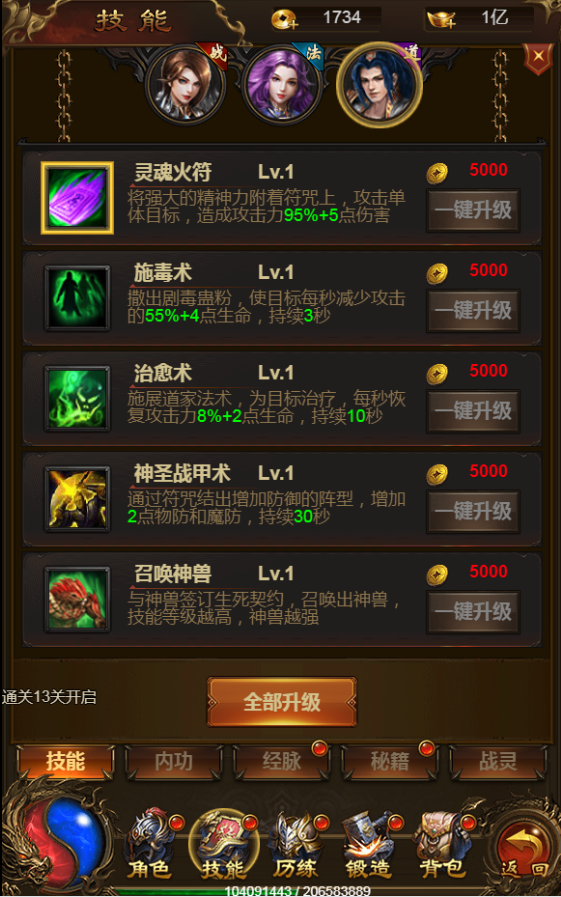 技能
1734
1亿
战
法
道
灵魂火符 Lv.1
5000
将强大的精神力附着符咒上，攻击单
体目标，造成攻击力95%+5点伤害
一键升级
施毒术 Lv.1
5000
撒出剧毒蛊粉，使目标每秒减少攻击
的55%+4点生命，持续3秒
一键升级
治愈术 Lv.1
5000
施展道家法术，为目标治疗，每秒恢
复攻击力8%+2点生命，持续10秒
一键升级
神圣战甲术 Lv.1
5000
通过符咒结出增加防御的阵型，增加
2点物防和魔防，持续30秒
一键升级
召唤神兽 Lv.1
5000
与神兽签订生死契约，召唤出神兽，
技能等级越高，神兽越强
一键升级
通关13关开启
全部升级
技能 内功 经脉 秘籍 战灵
角色 技能 历练 锻造 背包 返回
104091443 / 206583889